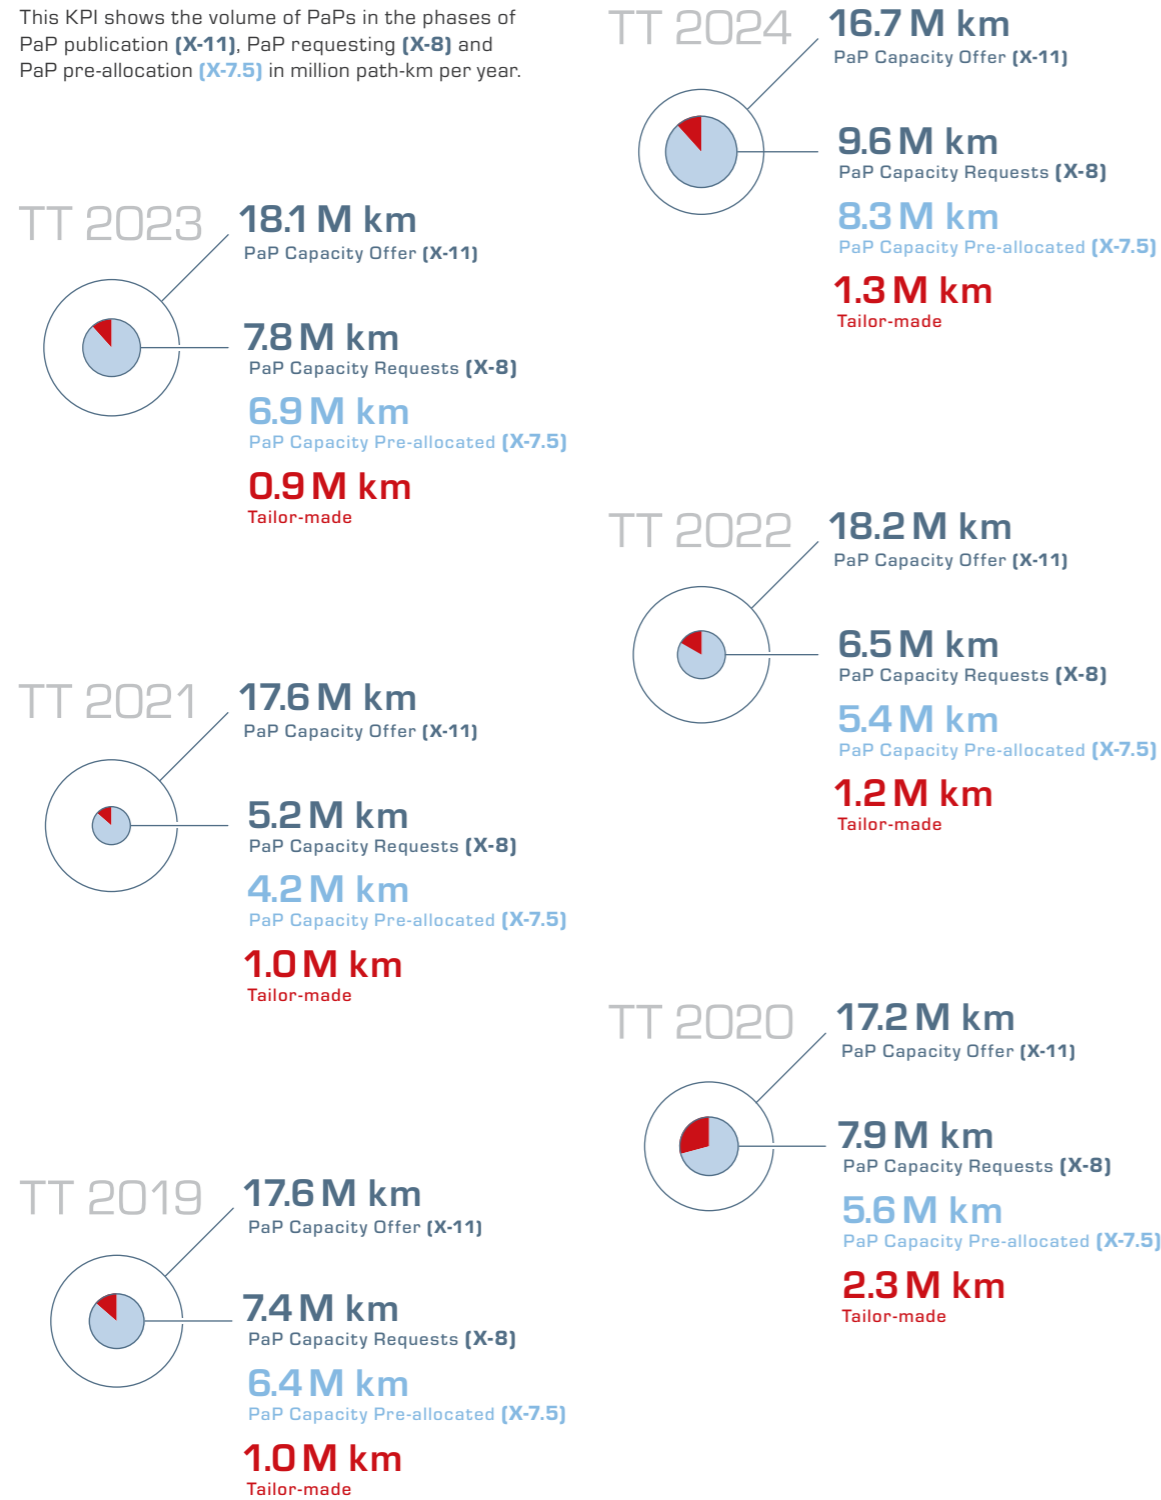 This KPI shows the volume of PaPs in the phases of
PaP publication (X-11), PaP requesting (X-8) and
PaP pre-allocation (X-7.5) in million path-km per year.
TT 2024
16.7 M km
PaP Capacity Offer (X-11)
9.6 M km
PaP Capacity Requests (X-8)
8.3 M km
PaP Capacity Pre-allocated (X-7.5)
1.3 M km
Tailor-made
TT 2023
18.1 M km
PaP Capacity Offer (X-11)
7.8 M km
PaP Capacity Requests (X-8)
6.9 M km
PaP Capacity Pre-allocated (X-7.5)
0.9 M km
Tailor-made
TT 2022
18.2 M km
PaP Capacity Offer (X-11)
6.5 M km
PaP Capacity Requests (X-8)
5.4 M km
PaP Capacity Pre-allocated (X-7.5)
1.2 M km
Tailor-made
TT 2021
17.6 M km
PaP Capacity Offer (X-11)
5.2 M km
PaP Capacity Requests (X-8)
4.2 M km
PaP Capacity Pre-allocated (X-7.5)
1.0 M km
Tailor-made
TT 2020
17.2 M km
PaP Capacity Offer (X-11)
7.9 M km
PaP Capacity Requests (X-8)
5.6 M km
PaP Capacity Pre-allocated (X-7.5)
2.3 M km
Tailor-made
TT 2019
17.6 M km
PaP Capacity Offer (X-11)
7.4 M km
PaP Capacity Requests (X-8)
6.4 M km
PaP Capacity Pre-allocated (X-7.5)
1.0 M km
Tailor-made